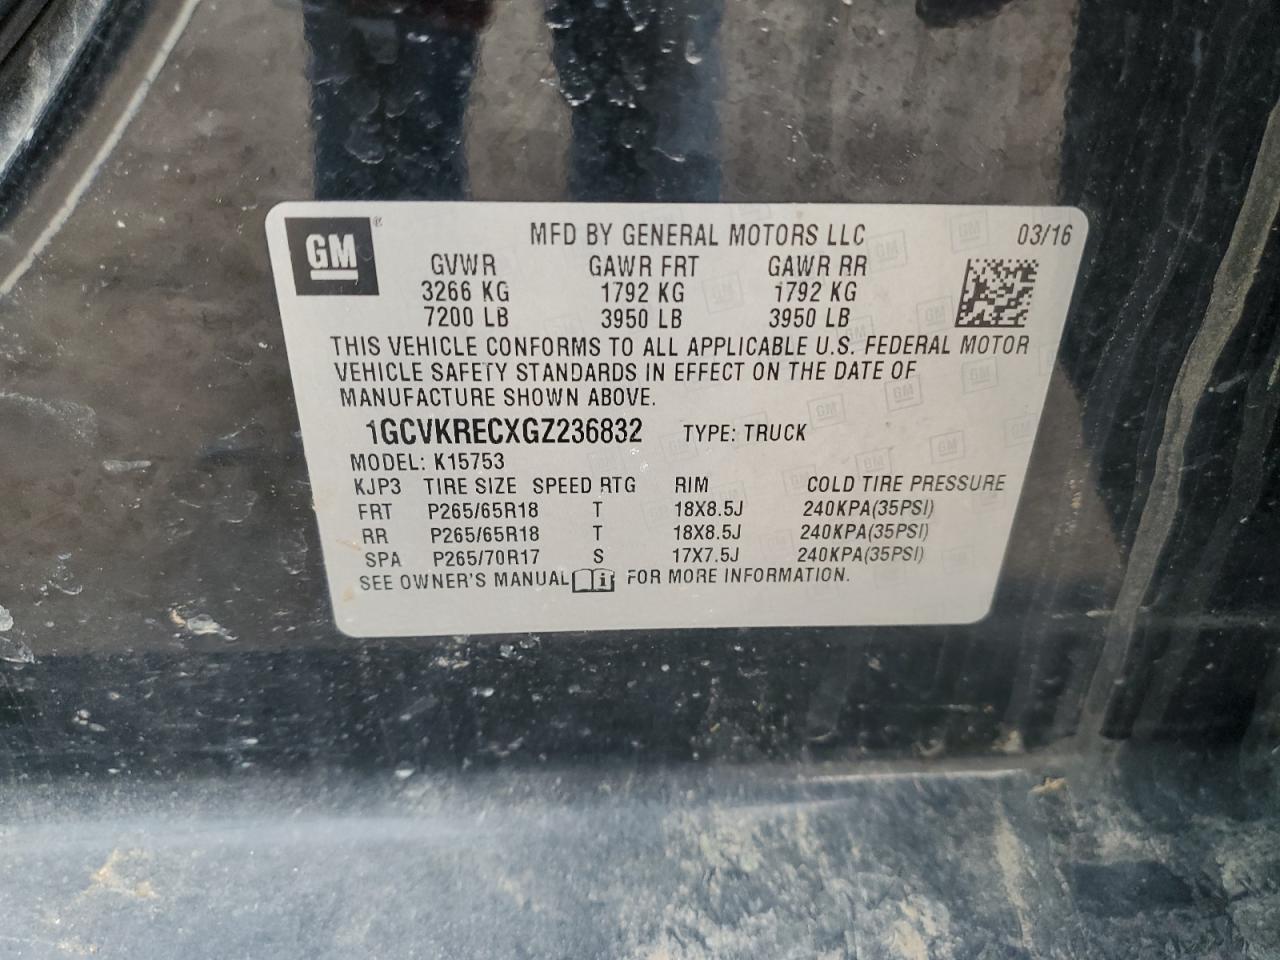 GM ® MFD BY GENERAL MOTORS LLC 03/16
GVWR GAWR FRT GAWR RR
3266 KG 1792 KG 1792 KG
7200 LB 3950 LB 3950 LB
THIS VEHICLE CONFORMS TO ALL APPLICABLE U.S. FEDERAL MOTOR
VEHICLE SAFETY STANDARDS IN EFFECT ON THE DATE OF
MANUFACTURE SHOWN ABOVE.
1GCVKRECXGZ236832 TYPE: TRUCK
MODEL: K15753
KJP3 TIRE SIZE SPEED RTG RIM COLD TIRE PRESSURE
FRT P265/65R18 T 18X8.5J 240KPA(35PSI)
RR P265/65R18 T 18X8.5J 240KPA(35PSI)
SPA P265/70R17 S 17X7.5J 240KPA(35PSI)
SEE OWNER'S MANUAL i FOR MORE INFORMATION.